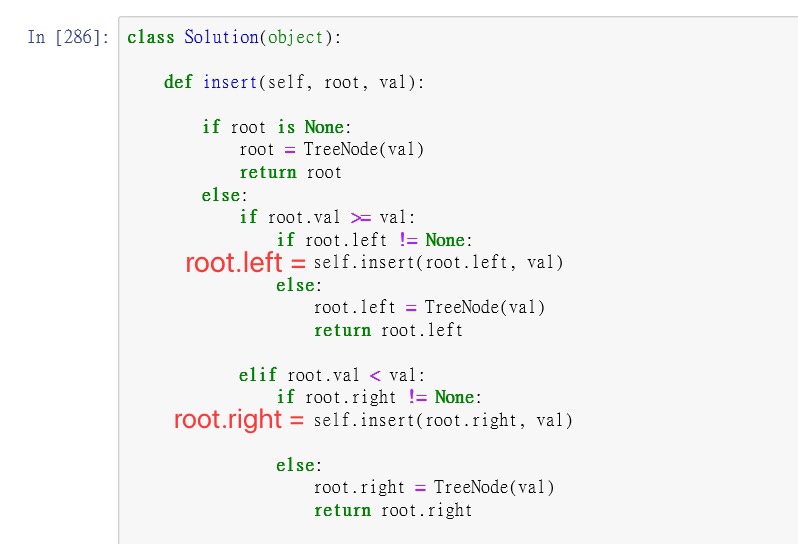 In [286]: class Solution(object):
def insert(self, root, val):
if root is None:
root = TreeNode(val)
return root
else:
if root.val >= val:
if root.left != None:
root.left = self.insert(root.left, val)
else:
root.left = TreeNode(val)
return root.left
elif root.val < val:
if root.right != None:
root.right = self.insert(root.right, val)
else:
root.right = TreeNode(val)
return root.right